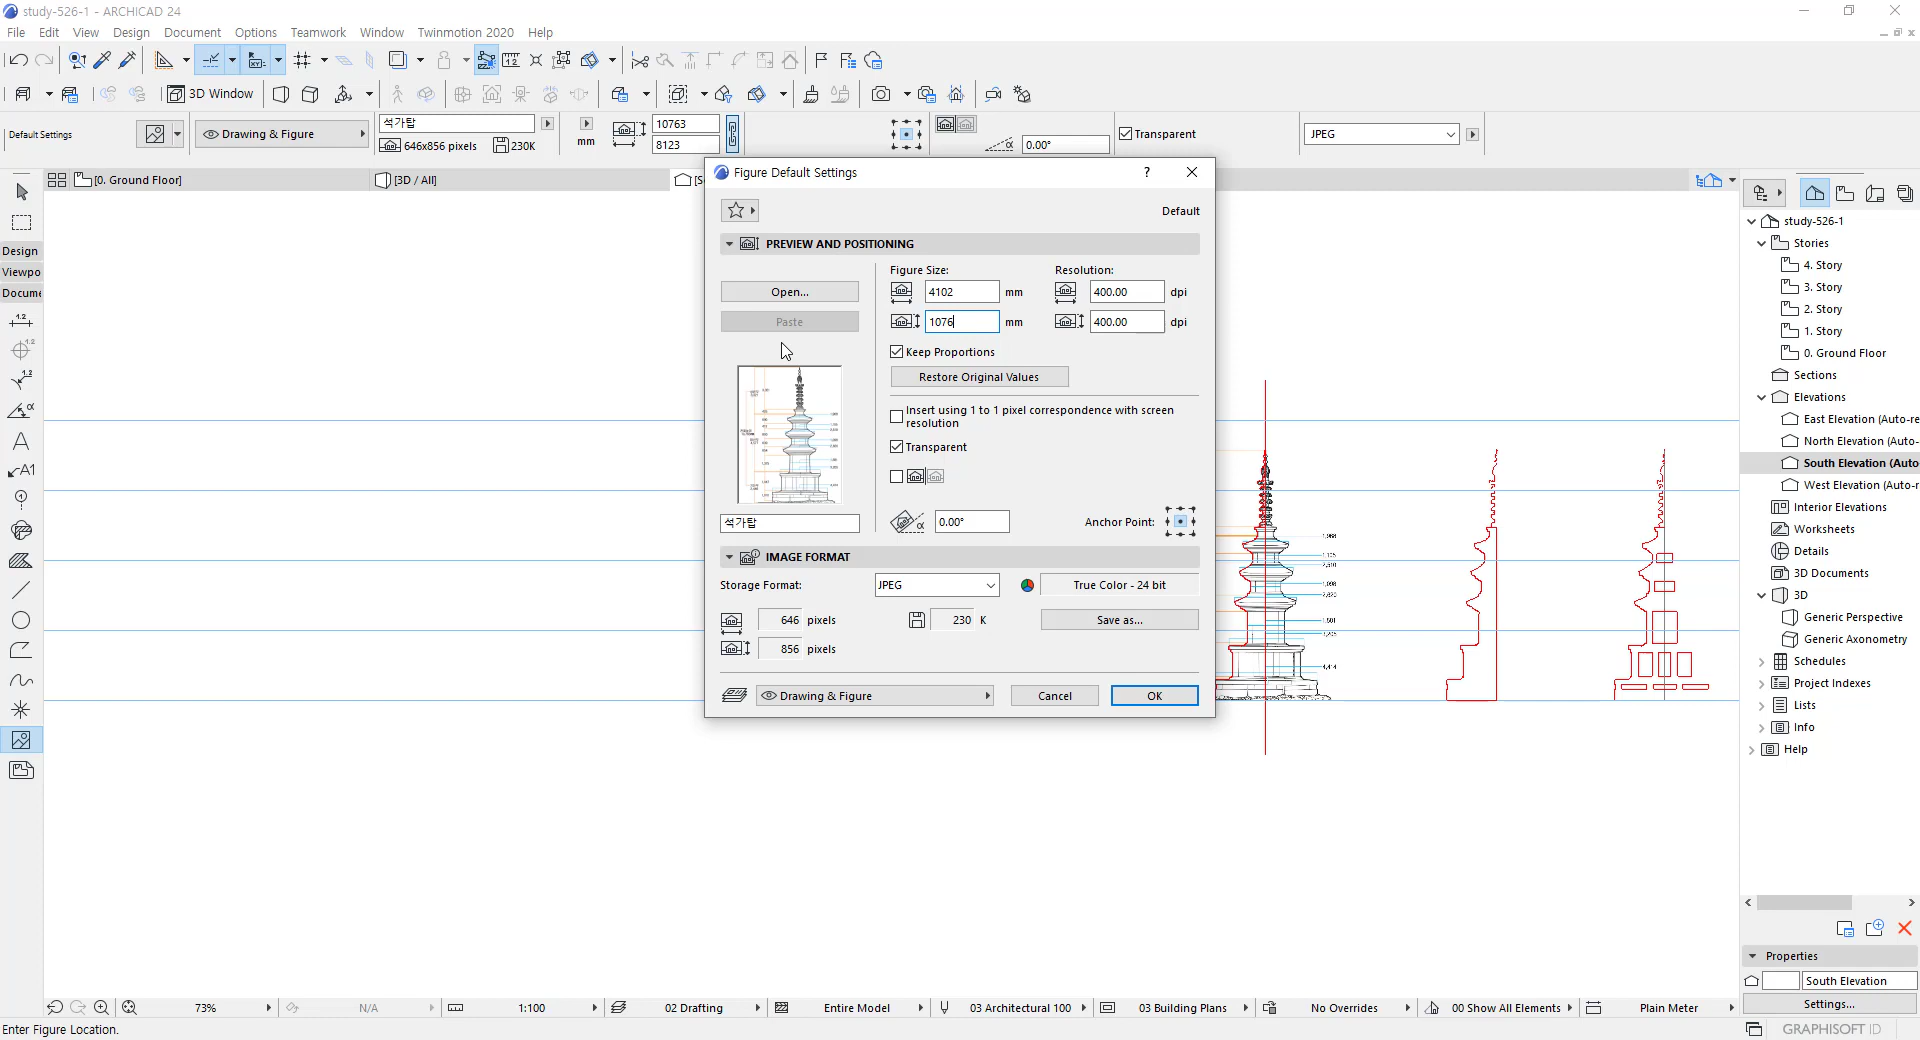 study-526-1 - ARCHICAD 24
File Edit View Design Document Options Teamwork Window Twinmotion 2020 Help
3D Window
Default Settings
Drawing & Figure
석가탑
646x856 pixels
230K
mm
10763
8123
0.00°
Transparent
JPEG
[0. Ground Floor]
[3D / All]
[S
Design
Viewpo
Docume
Figure Default Settings
?
Default
PREVIEW AND POSITIONING
Open...
Paste
Figure Size:
Resolution:
4102 mm
400.00 dpi
1076 mm
400.00 dpi
Keep Proportions
Restore Original Values
Insert using 1 to 1 pixel correspondence with screen
resolution
Transparent
석가탑
0.00°
Anchor Point:
IMAGE FORMAT
Storage Format:
JPEG
True Color - 24 bit
646 pixels
230 K
Save as...
856 pixels
Drawing & Figure
Cancel
OK
study-526-1
Stories
4. Story
3. Story
2. Story
1. Story
0. Ground Floor
Sections
Elevations
East Elevation (Auto-re
North Elevation (Auto-
South Elevation (Auto
West Elevation (Auto-r
Interior Elevations
Worksheets
Details
3D Documents
3D
Generic Perspective
Generic Axonometry
Schedules
Project Indexes
Lists
Info
Help
Properties
South Elevation
Settings...
73%
N/A
1:100
02 Drafting
Entire Model
03 Architectural 100
03 Building Plans
No Overrides
00 Show All Elements
Plain Meter
Enter Figure Location.
GRAPHISOFT ID